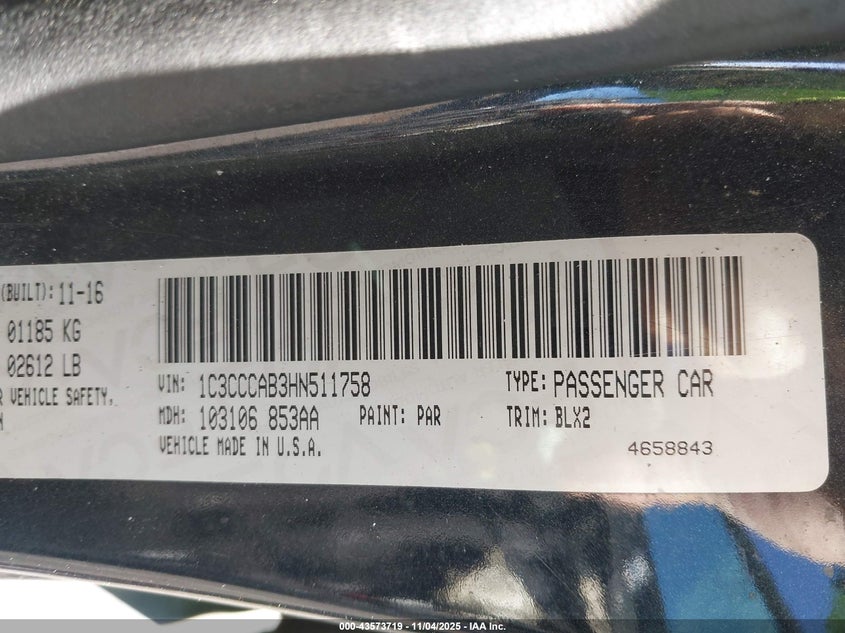 (BUILT): 11-16
01185 KG
02612 LB
VEHICLE SAFETY,
VIN: 1C3CCCAB3HN511758 TYPE: PASSENGER CAR
MDH: 103106 853AA PAINT: PAR TRIM: BLX2
VEHICLE MADE IN U.S.A. 4658843
000-43573719 - 11/04/2025 - IAA Inc.